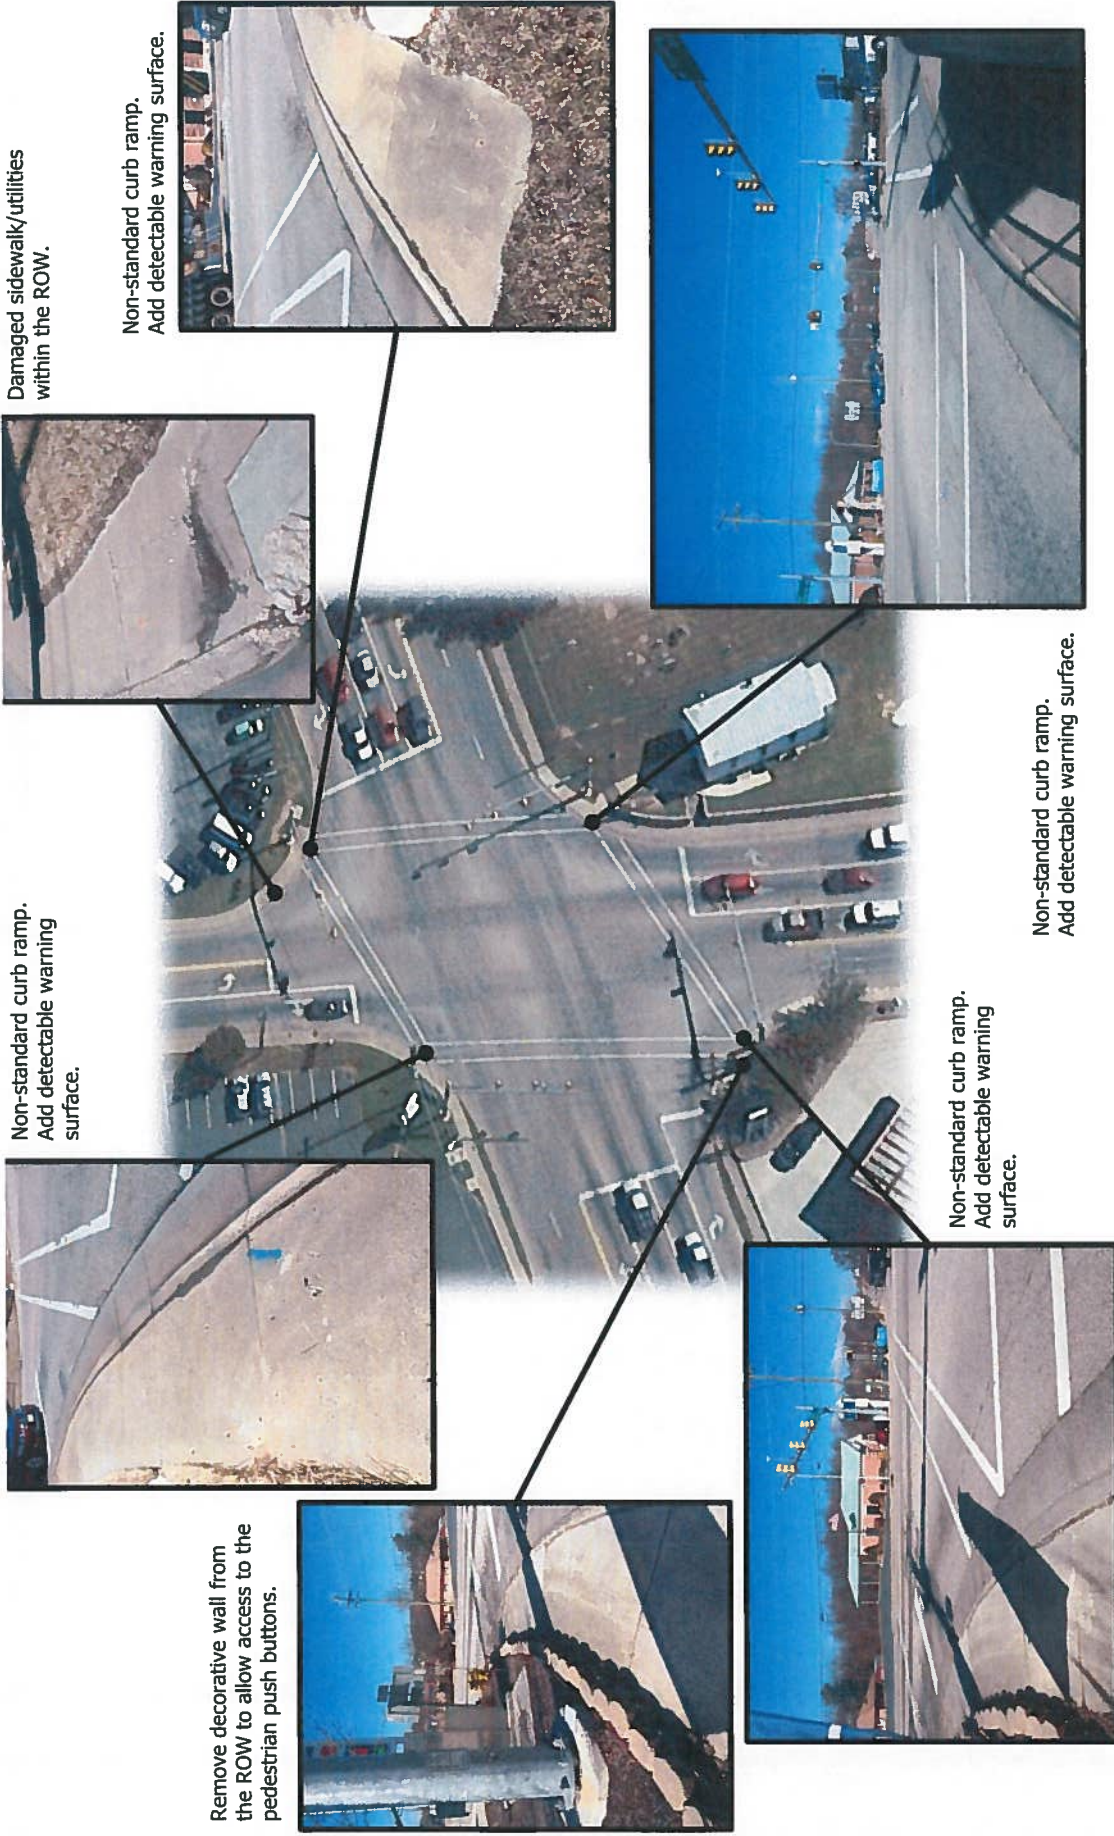 Remove decorative wall from
the ROW to allow access to the
pedestrian push buttons.
Non-standard curb ramp.
Add detectable warning
surface.
Damaged sidewalk/utilities
within the ROW.
Non-standard curb ramp.
Add detectable warning surface.
Non-standard curb ramp.
Add detectable warning
surface.
Non-standard curb ramp.
Add detectable warning surface.